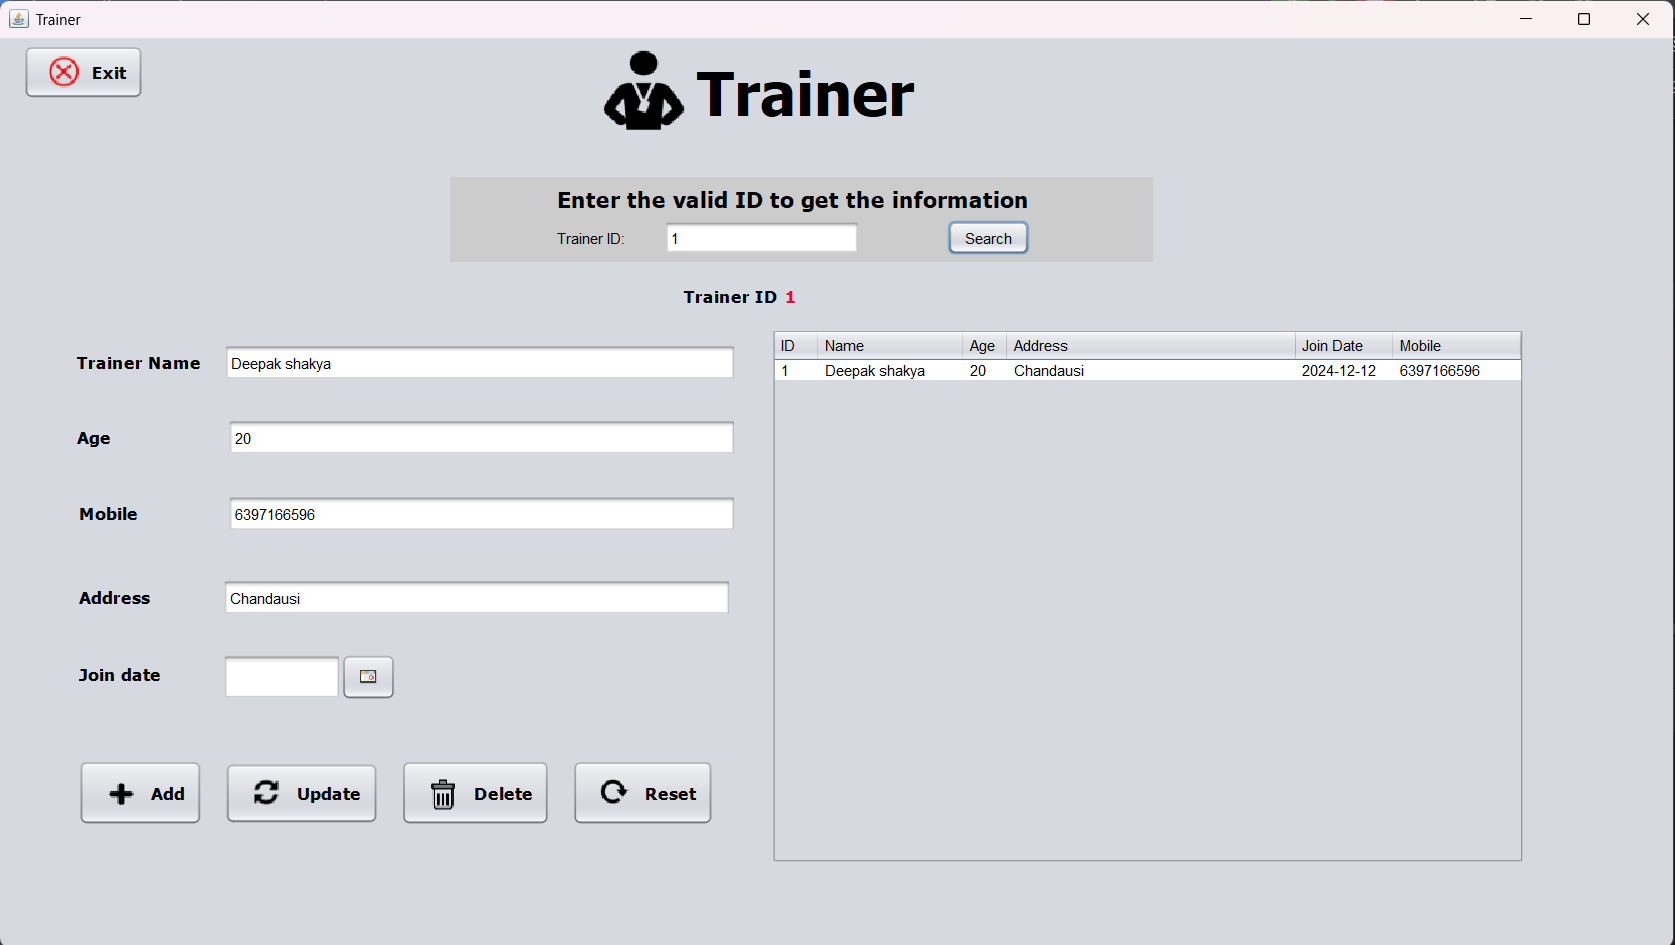 Trainer
Exit
Trainer
Enter the valid ID to get the information
Trainer ID: 1 Search
Trainer ID 1
Trainer Name Deepak shakya
Age 20
Mobile 6397166596
Address Chandausi
Join date
Add Update Delete Reset
ID Name Age Address Join Date Mobile
1 Deepak shakya 20 Chandausi 2024-12-12 6397166596